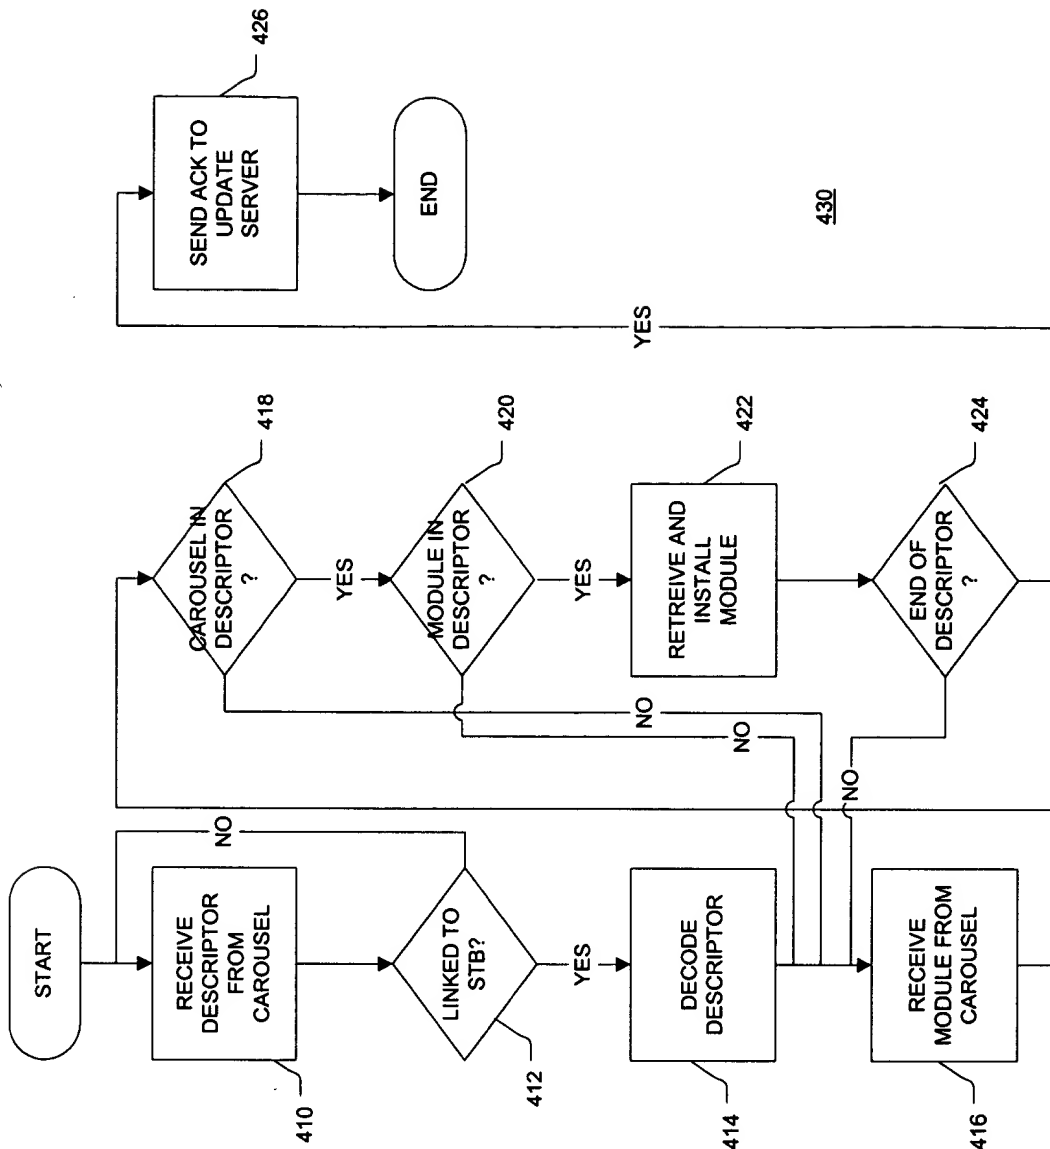 START
RECEIVE
DESCRIPTOR
FROM
CAROUSEL
410
NO
LINKED TO
STB?
412
YES
DECODE
DESCRIPTOR
414
RECEIVE
MODULE FROM
CAROUSEL
416
CAROUSEL IN
DESCRIPTOR
?
418
NO
YES
MODULE IN
DESCRIPTOR
?
420
NO
YES
RETREIVE AND
INSTALL
MODULE
422
END OF
DESCRIPTOR
?
424
NO
YES
SEND ACK TO
UPDATE
SERVER
426
END
430